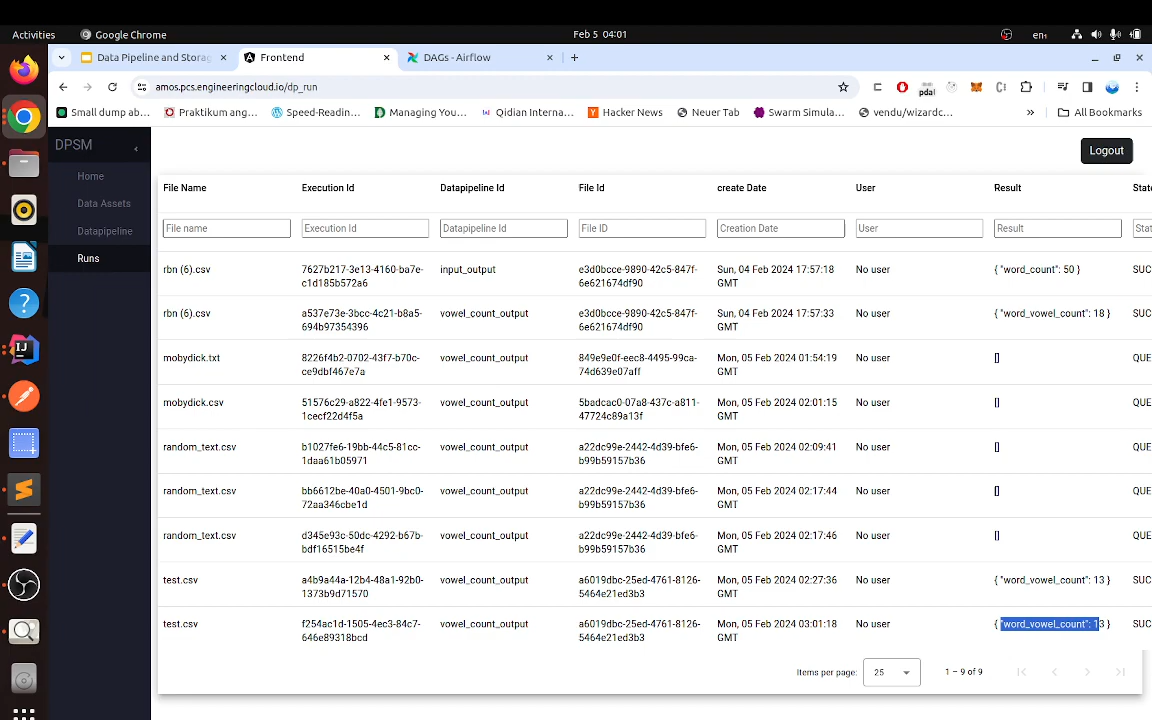 Activities Google Chrome Feb 5 04:01 en₁
Data Pipeline and Storag Frontend DAGs - Airflow
amos.pcs.engineeringcloud.io/dp_run
Small dump ab... Praktikum ang... Speed-Readin... Managing You... Qidian Interna... Hacker News Neuer Tab Swarm Simula... vendu/wizardc... » All Bookmarks
DPSM
Logout
Home
Data Assets
Datapipeline
Runs
File Name Execution Id Datapipeline Id File Id create Date User Result State
File name Execution Id Datapipeline Id File ID Creation Date User Result Stat
rbn (6).csv 7627b217-3e13-4160-ba7e- input_output e3d0bcce-9890-42c5-847f- Sun, 04 Feb 2024 17:57:18 No user { "word_count": 50 } SUC
c1d185b572a6 6e621674df90 GMT
rbn (6).csv a537e73e-3bcc-4c21-b8a5- vowel_count_output e3d0bcce-9890-42c5-847f- Sun, 04 Feb 2024 17:57:33 No user { "word_vowel_count": 18 } SUC
694b97354396 6e621674df90 GMT
mobydick.txt 8226f4b2-0702-43f7-b70c- vowel_count_output 849e9e0f-eec8-4495-99ca- Mon, 05 Feb 2024 01:54:19 No user [] QUE
ce9dbf467e7a 74d639e07aff GMT
mobydick.csv 51576c29-a822-4fe1-9573- vowel_count_output 5badcac0-07a8-437c-a811- Mon, 05 Feb 2024 02:01:15 No user [] QUE
1cecf22d4f5a 47724c89a13f GMT
random_text.csv b1027fe6-19bb-44c5-81cc- vowel_count_output a22dc99e-2442-4d39-bfe6- Mon, 05 Feb 2024 02:09:41 No user [] QUE
1daa61b05971 b99b59157b36 GMT
random_text.csv bb6612be-40a0-4501-9bc0- vowel_count_output a22dc99e-2442-4d39-bfe6- Mon, 05 Feb 2024 02:17:44 No user [] QUE
72aa346cbe1d b99b59157b36 GMT
random_text.csv d345e93c-50dc-4292-b67b- vowel_count_output a22dc99e-2442-4d39-bfe6- Mon, 05 Feb 2024 02:17:46 No user [] QUE
bdf16515be4f b99b59157b36 GMT
test.csv a4b9a44a-12b4-48a1-92b0- vowel_count_output a6019dbc-25ed-4761-8126- Mon, 05 Feb 2024 02:27:36 No user { "word_vowel_count": 13 } SUC
1373b9d71570 5464e21ed3b3 GMT
test.csv f254ac1d-1505-4ec3-84c7- vowel_count_output a6019dbc-25ed-4761-8126- Mon, 05 Feb 2024 03:01:18 No user { "word_vowel_count": 13 } SUC
646e89318bcd 5464e21ed3b3 GMT
Items per page: 25 1 – 9 of 9